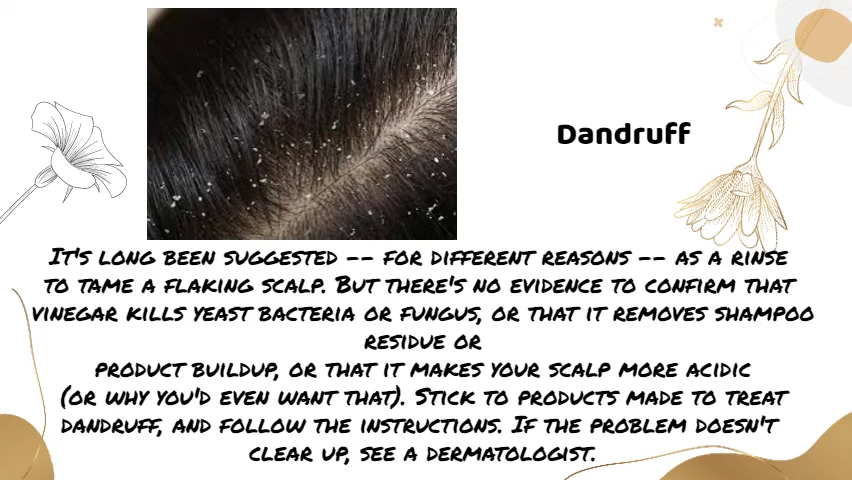 Dandruff
It's long been suggested -- for different reasons -- as a rinse
to tame a flaking scalp. But there's no evidence to confirm that
vinegar kills yeast bacteria or fungus, or that it removes shampoo
residue or
product buildup, or that it makes your scalp more acidic
(or why you'd even want that). Stick to products made to treat
dandruff, and follow the instructions. If the problem doesn't
clear up, see a dermatologist.